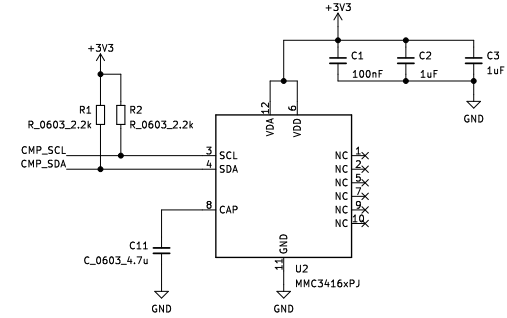 +3V3
C1
100nF
C2
1uF
C3
1uF
GND
+3V3
R1
R_0603_2.2k
R2
R_0603_2.2k
CMP_SCL
CMP_SDA
12
VDA
6
VDD
3
SCL
4
SDA
8
CAP
NC
1
NC
2
NC
5
NC
7
NC
9
NC
10
GND
11
U2
MMC3416xPJ
C11
C_0603_4.7u
GND
GND